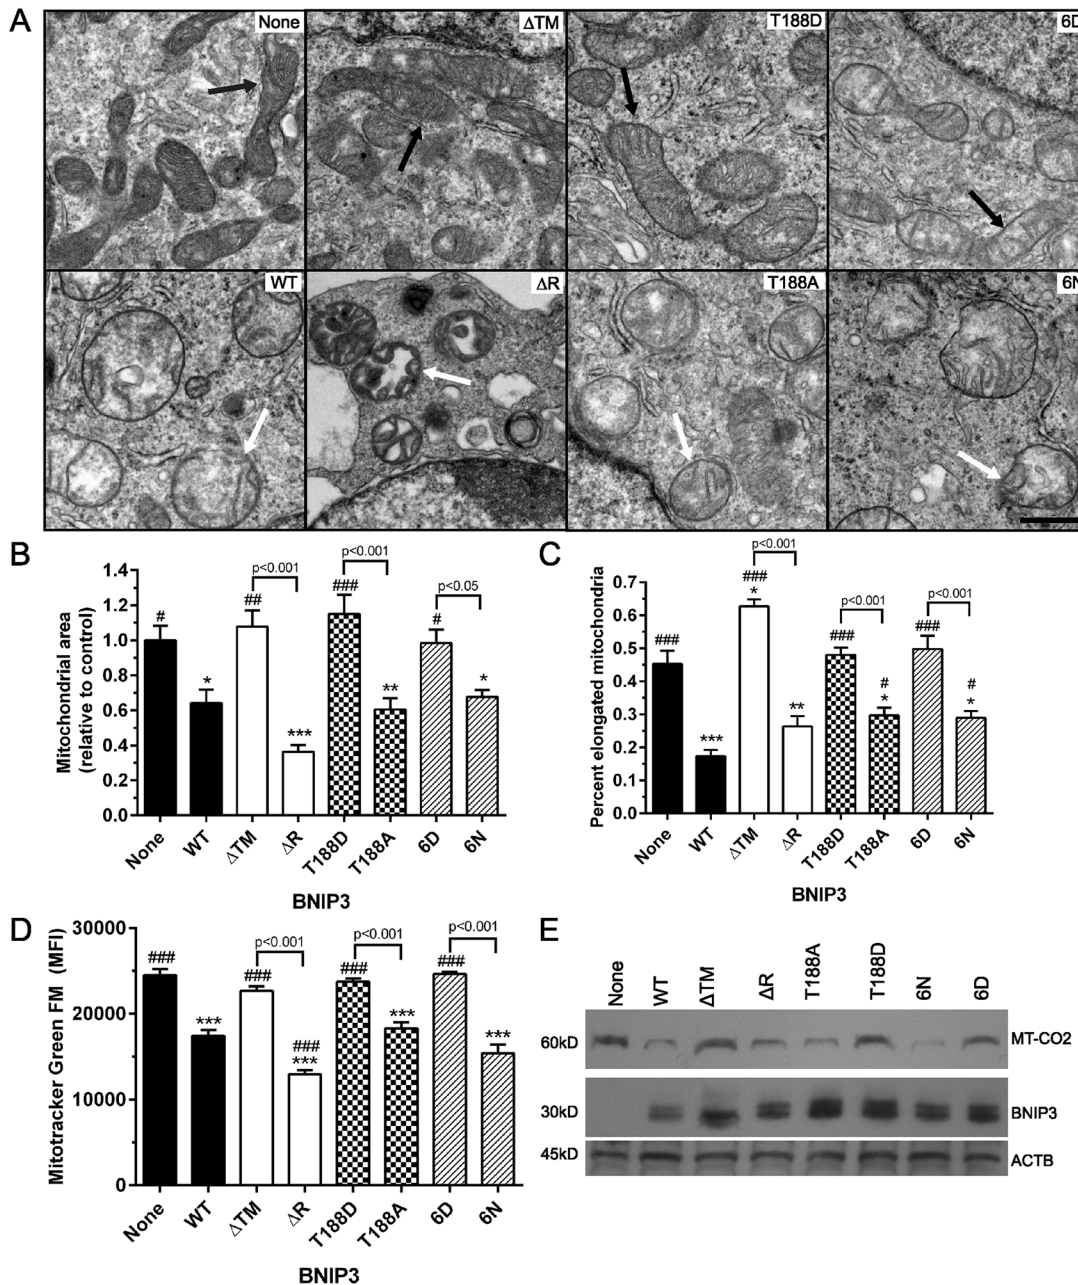 A
None
ΔTM
T188D
6D
WT
ΔR
T188A
6N
B
Mitochondrial area
(relative to control)
1.4
1.2
1.0
0.8
0.6
0.4
0.2
0.0
#
*
##
p<0.001
***
###
p<0.001
**
#
p<0.05
*
None
WT
ΔTM
ΔR
T188D
T188A
6D
6N
BNIP3
C
Percent elongated mitochondria
0.7
0.6
0.5
0.4
0.3
0.2
0.1
0.0
###
***
###
*
p<0.001
**
###
p<0.001
#
*
###
p<0.001
#
*
None
WT
ΔTM
ΔR
T188D
T188A
6D
6N
BNIP3
D
Mitotracker Green FM (MFI)
30000
20000
10000
0
###
***
###
p<0.001
###
***
###
p<0.001
***
###
p<0.001
***
None
WT
ΔTM
ΔR
T188D
T188A
6D
6N
BNIP3
E
None
WT
ΔTM
ΔR
T188A
T188D
6N
6D
60kD
MT-CO2
30kD
BNIP3
45kD
ACTB